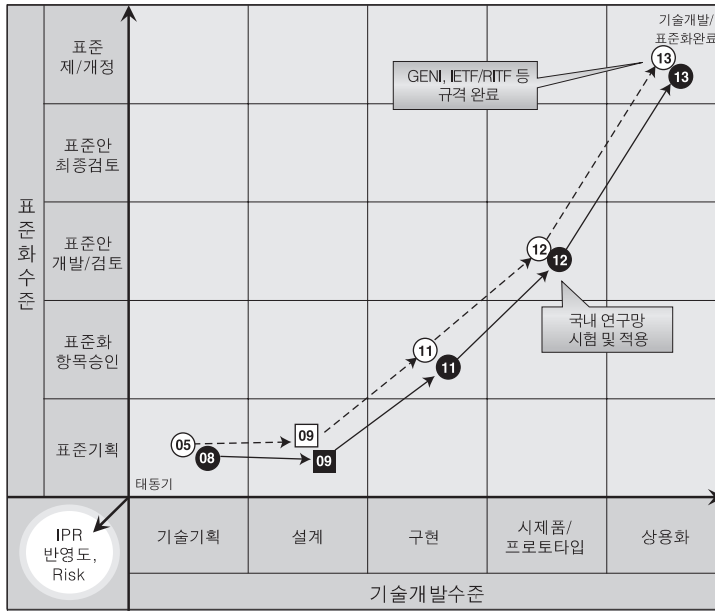 기술개발/
표준화완료
표준
제/개정
13
13
GENI, IETF/RITF 등
규격 완료
표준안
최종검토
표준화수준
표준안
개발/검토
12
12
국내 연구망
시험 및 적용
표준화
항목승인
11
11
표준기획
05
08
09
09
태동기
IPR
반영도,
Risk
기술기획
설계
구현
시제품/
프로토타입
상용화
기술개발수준